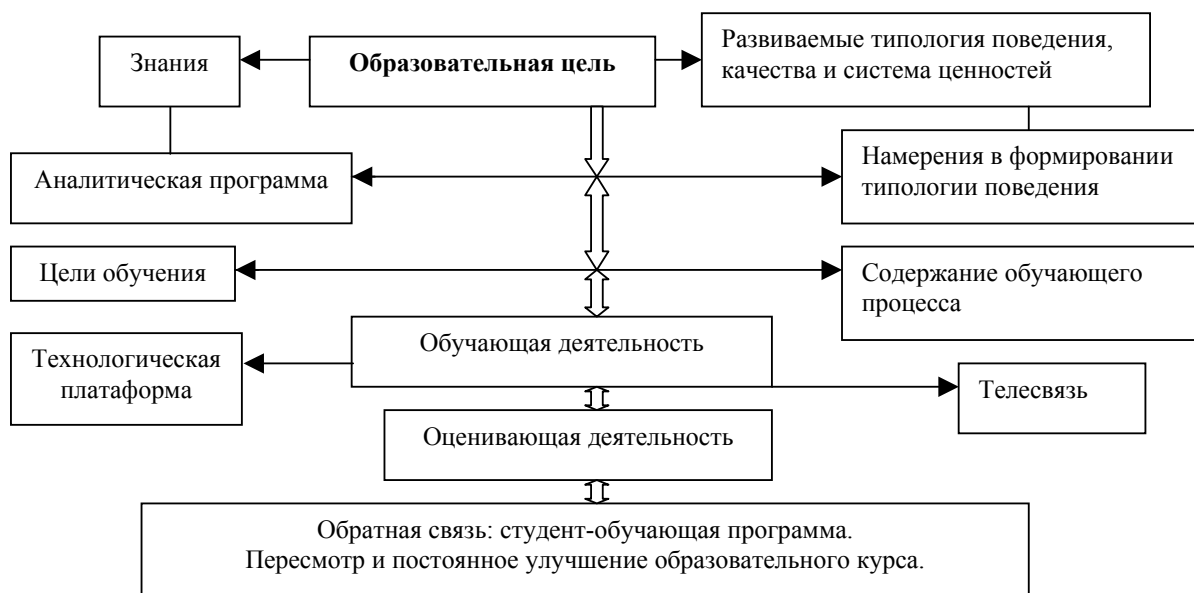 Знания
Образовательная цель
Развиваемые типология поведения,
качества и система ценностей
Аналитическая программа
Намерения в формировании
типологии поведения
Цели обучения
Содержание обучающего
процесса
Обучающая деятельность
Технологическая
платаформа
Телесвязь
Оценивающая деятельность
Обратная связь: студент-обучающая программа.
Пересмотр и постоянное улучшение образовательного курса.